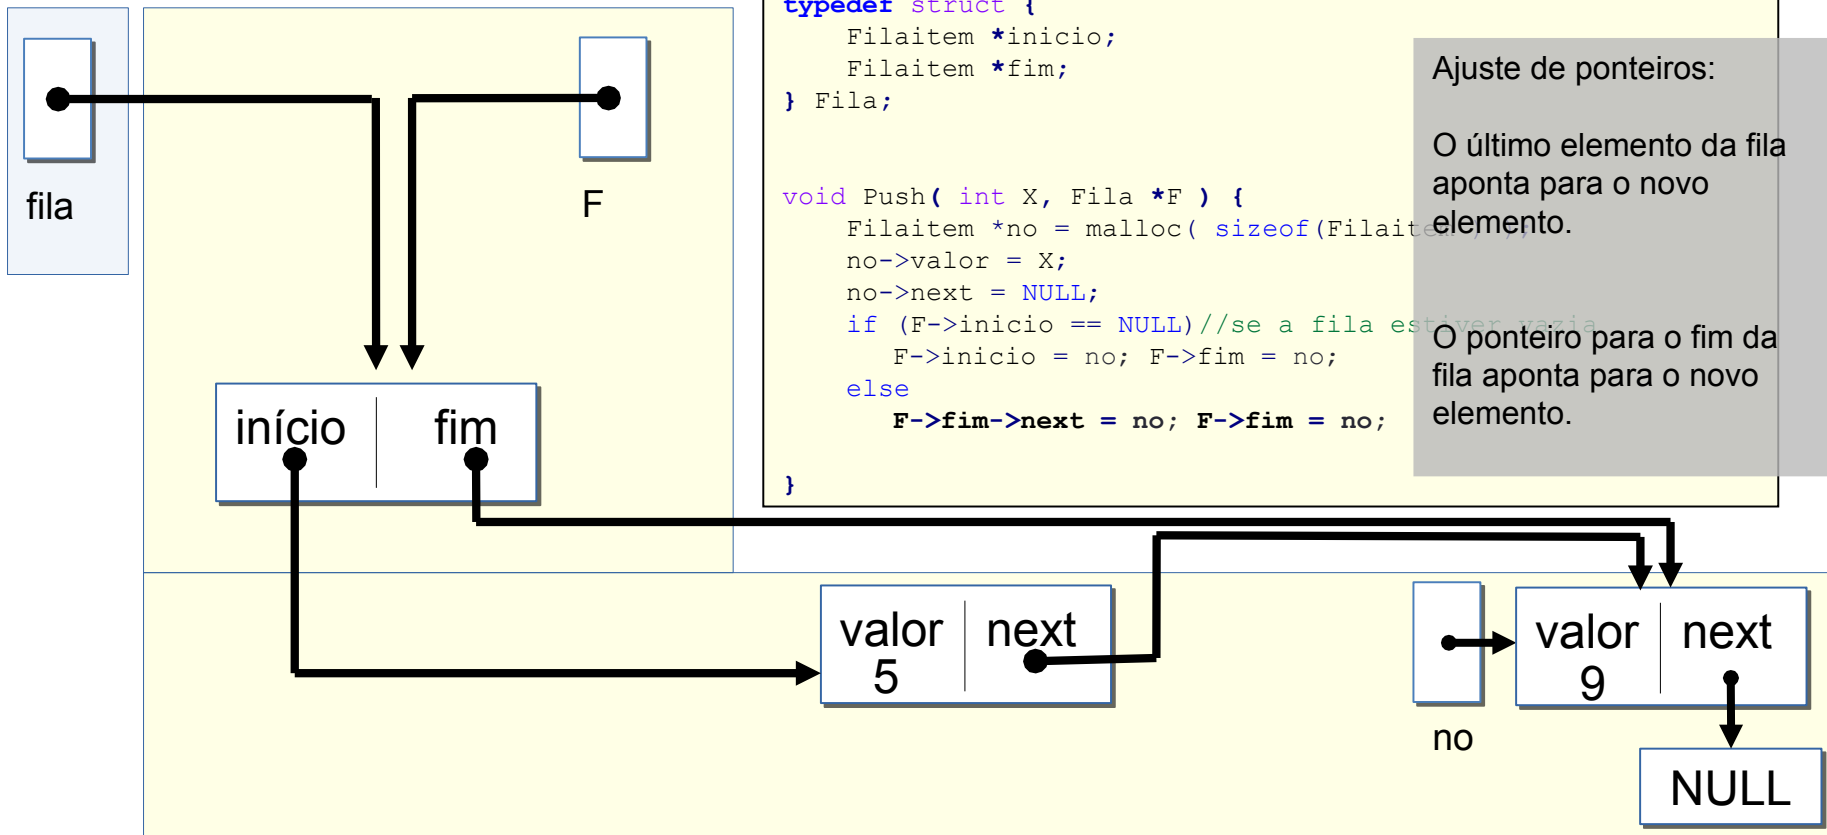 typedef struct {
Filaitem *inicio;
Filaitem *fim;
} Fila;
void Push( int X, Fila *F ) {
Filaitem *no = malloc( sizeof(Filaitem ) );
no->valor = X;
no->next = NULL;
if (F->inicio == NULL)//se a fila estiver vazia
F->inicio = no; F->fim = no;
else
F->fim->next = no; F->fim = no;
}
Ajuste de ponteiros:
O último elemento da fila
aponta para o novo
elemento.
O ponteiro para o fim da
fila aponta para o novo
elemento.
fila
F
início fim
valor next
5
no
valor next
9
NULL